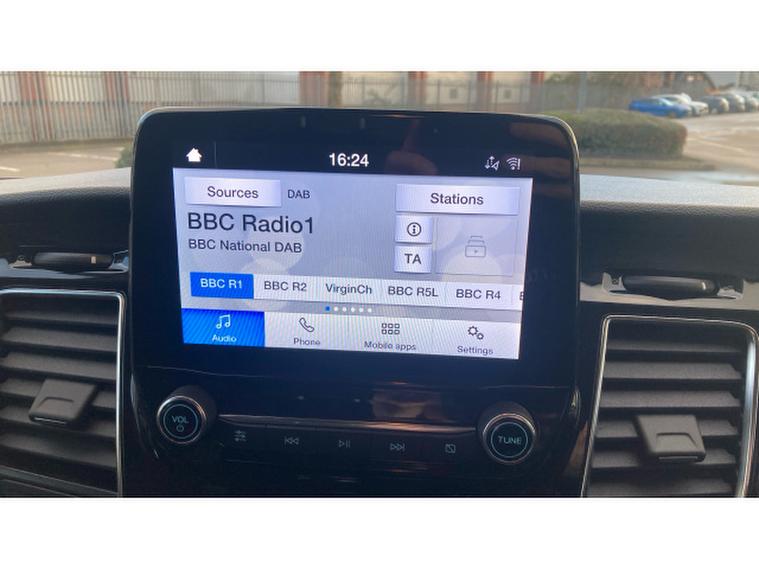 16:24
Sources DAB Stations
BBC Radio1
BBC National DAB
TA
BBC R1 BBC R2 VirginCh BBC R5L BBC R4
Audio Phone Mobile apps Settings
VOL TUNE